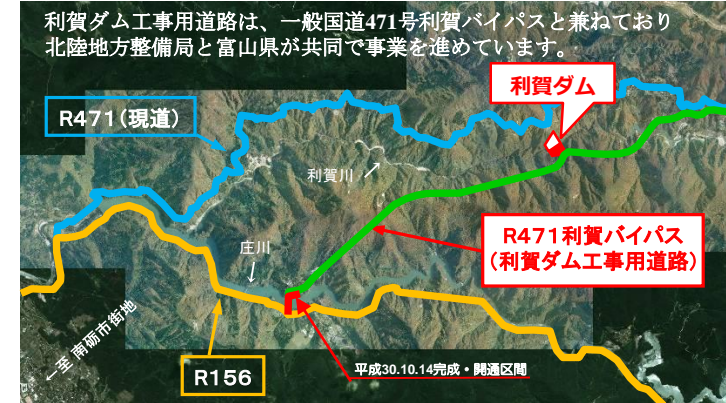 利賀ダム工事用道路は、一般国道471号利賀バイパスと兼ねており
北陸地方整備局と富山県が共同で事業を進めています。
利賀ダム
R471(現道)
利賀川
R471利賀バイパス
(利賀ダム工事用道路)
庄川
←至 南砺市街地
R156
平成30.10.14完成・開通区間